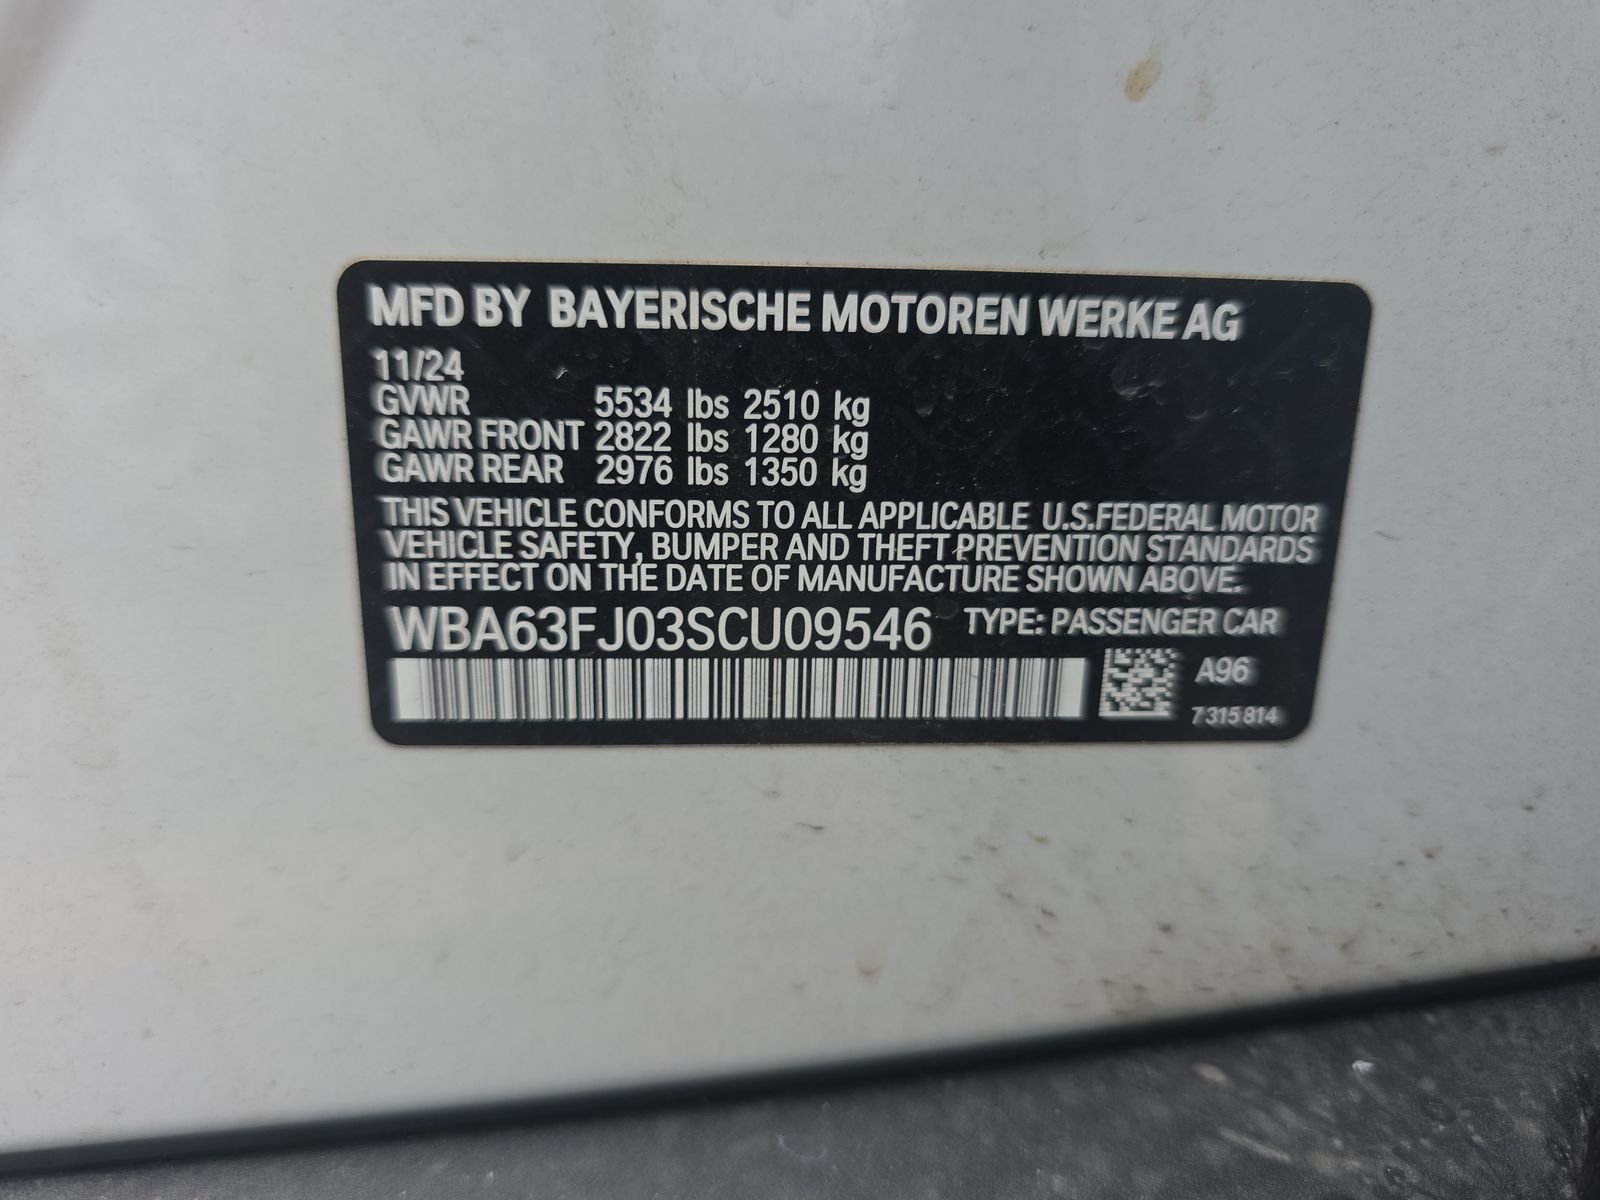 MFD BY BAYERISCHE MOTOREN WERKE AG
11/24
GVWR 5534 lbs 2510 kg
GAWR FRONT 2822 lbs 1280 kg
GAWR REAR 2976 lbs 1350 kg
THIS VEHICLE CONFORMS TO ALL APPLICABLE U.S.FEDERAL MOTOR
VEHICLE SAFETY, BUMPER AND THEFT PREVENTION STANDARDS
IN EFFECT ON THE DATE OF MANUFACTURE SHOWN ABOVE.
WBA63FJ03SCU09546 TYPE: PASSENGER CAR
A96
7 315 814